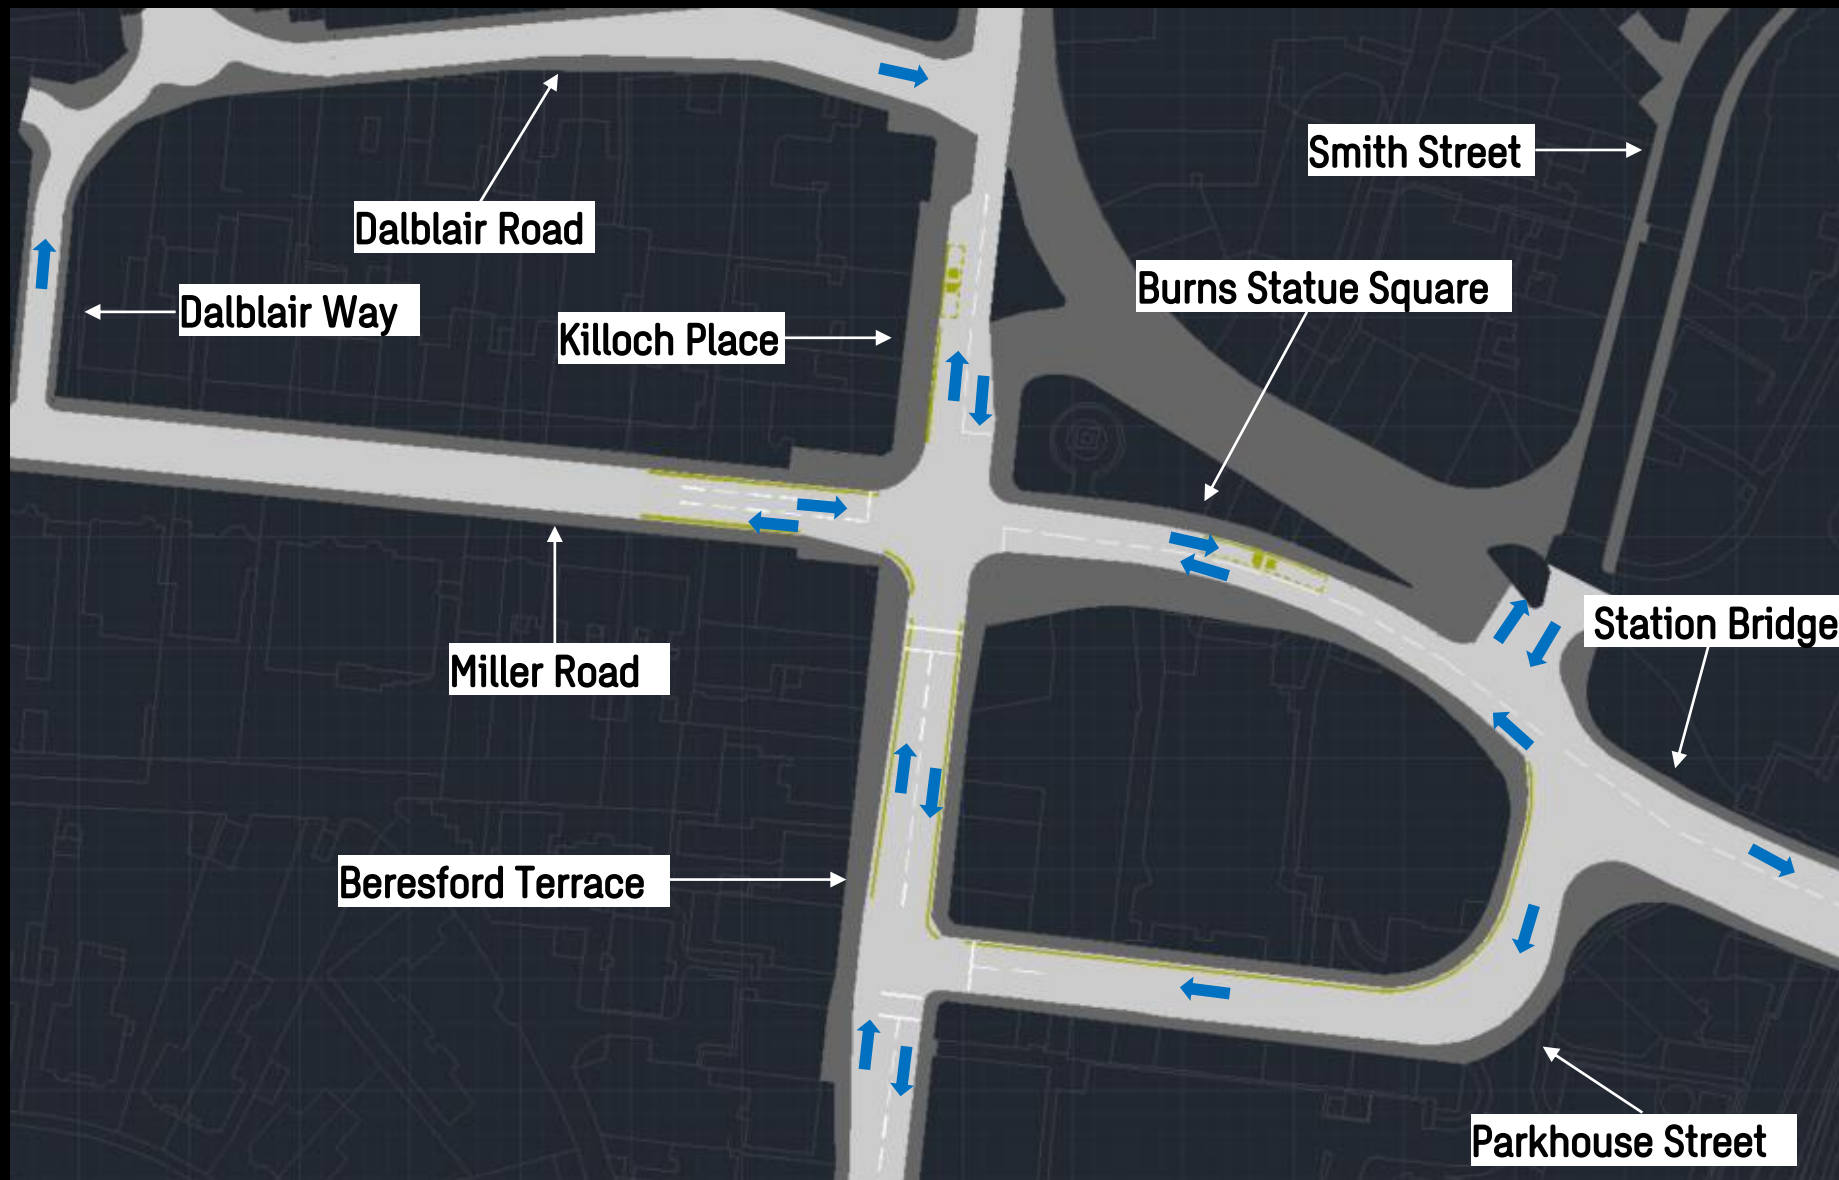 Smith Street
Dalblair Road
Burns Statue Square
Dalblair Way
Killoch Place
Station Bridge
Miller Road
Beresford Terrace
Parkhouse Street